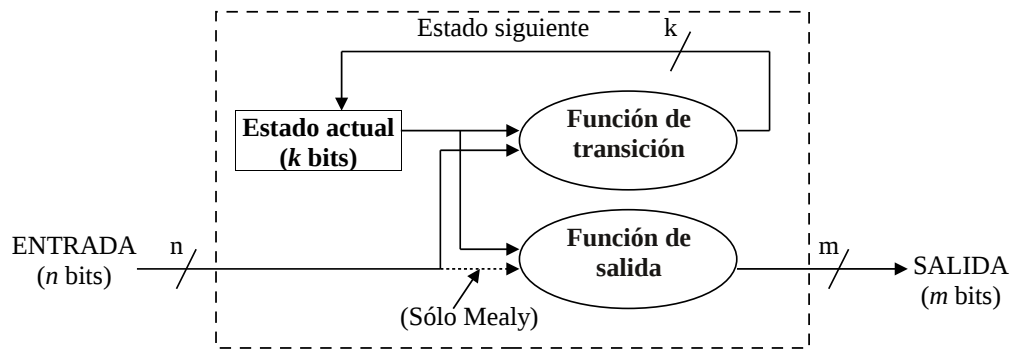 Estado siguiente
k
Estado actual
(k bits)
Función de
transición
ENTRADA
(n bits)
n
Función de
salida
m
SALIDA
(m bits)
(Sólo Mealy)